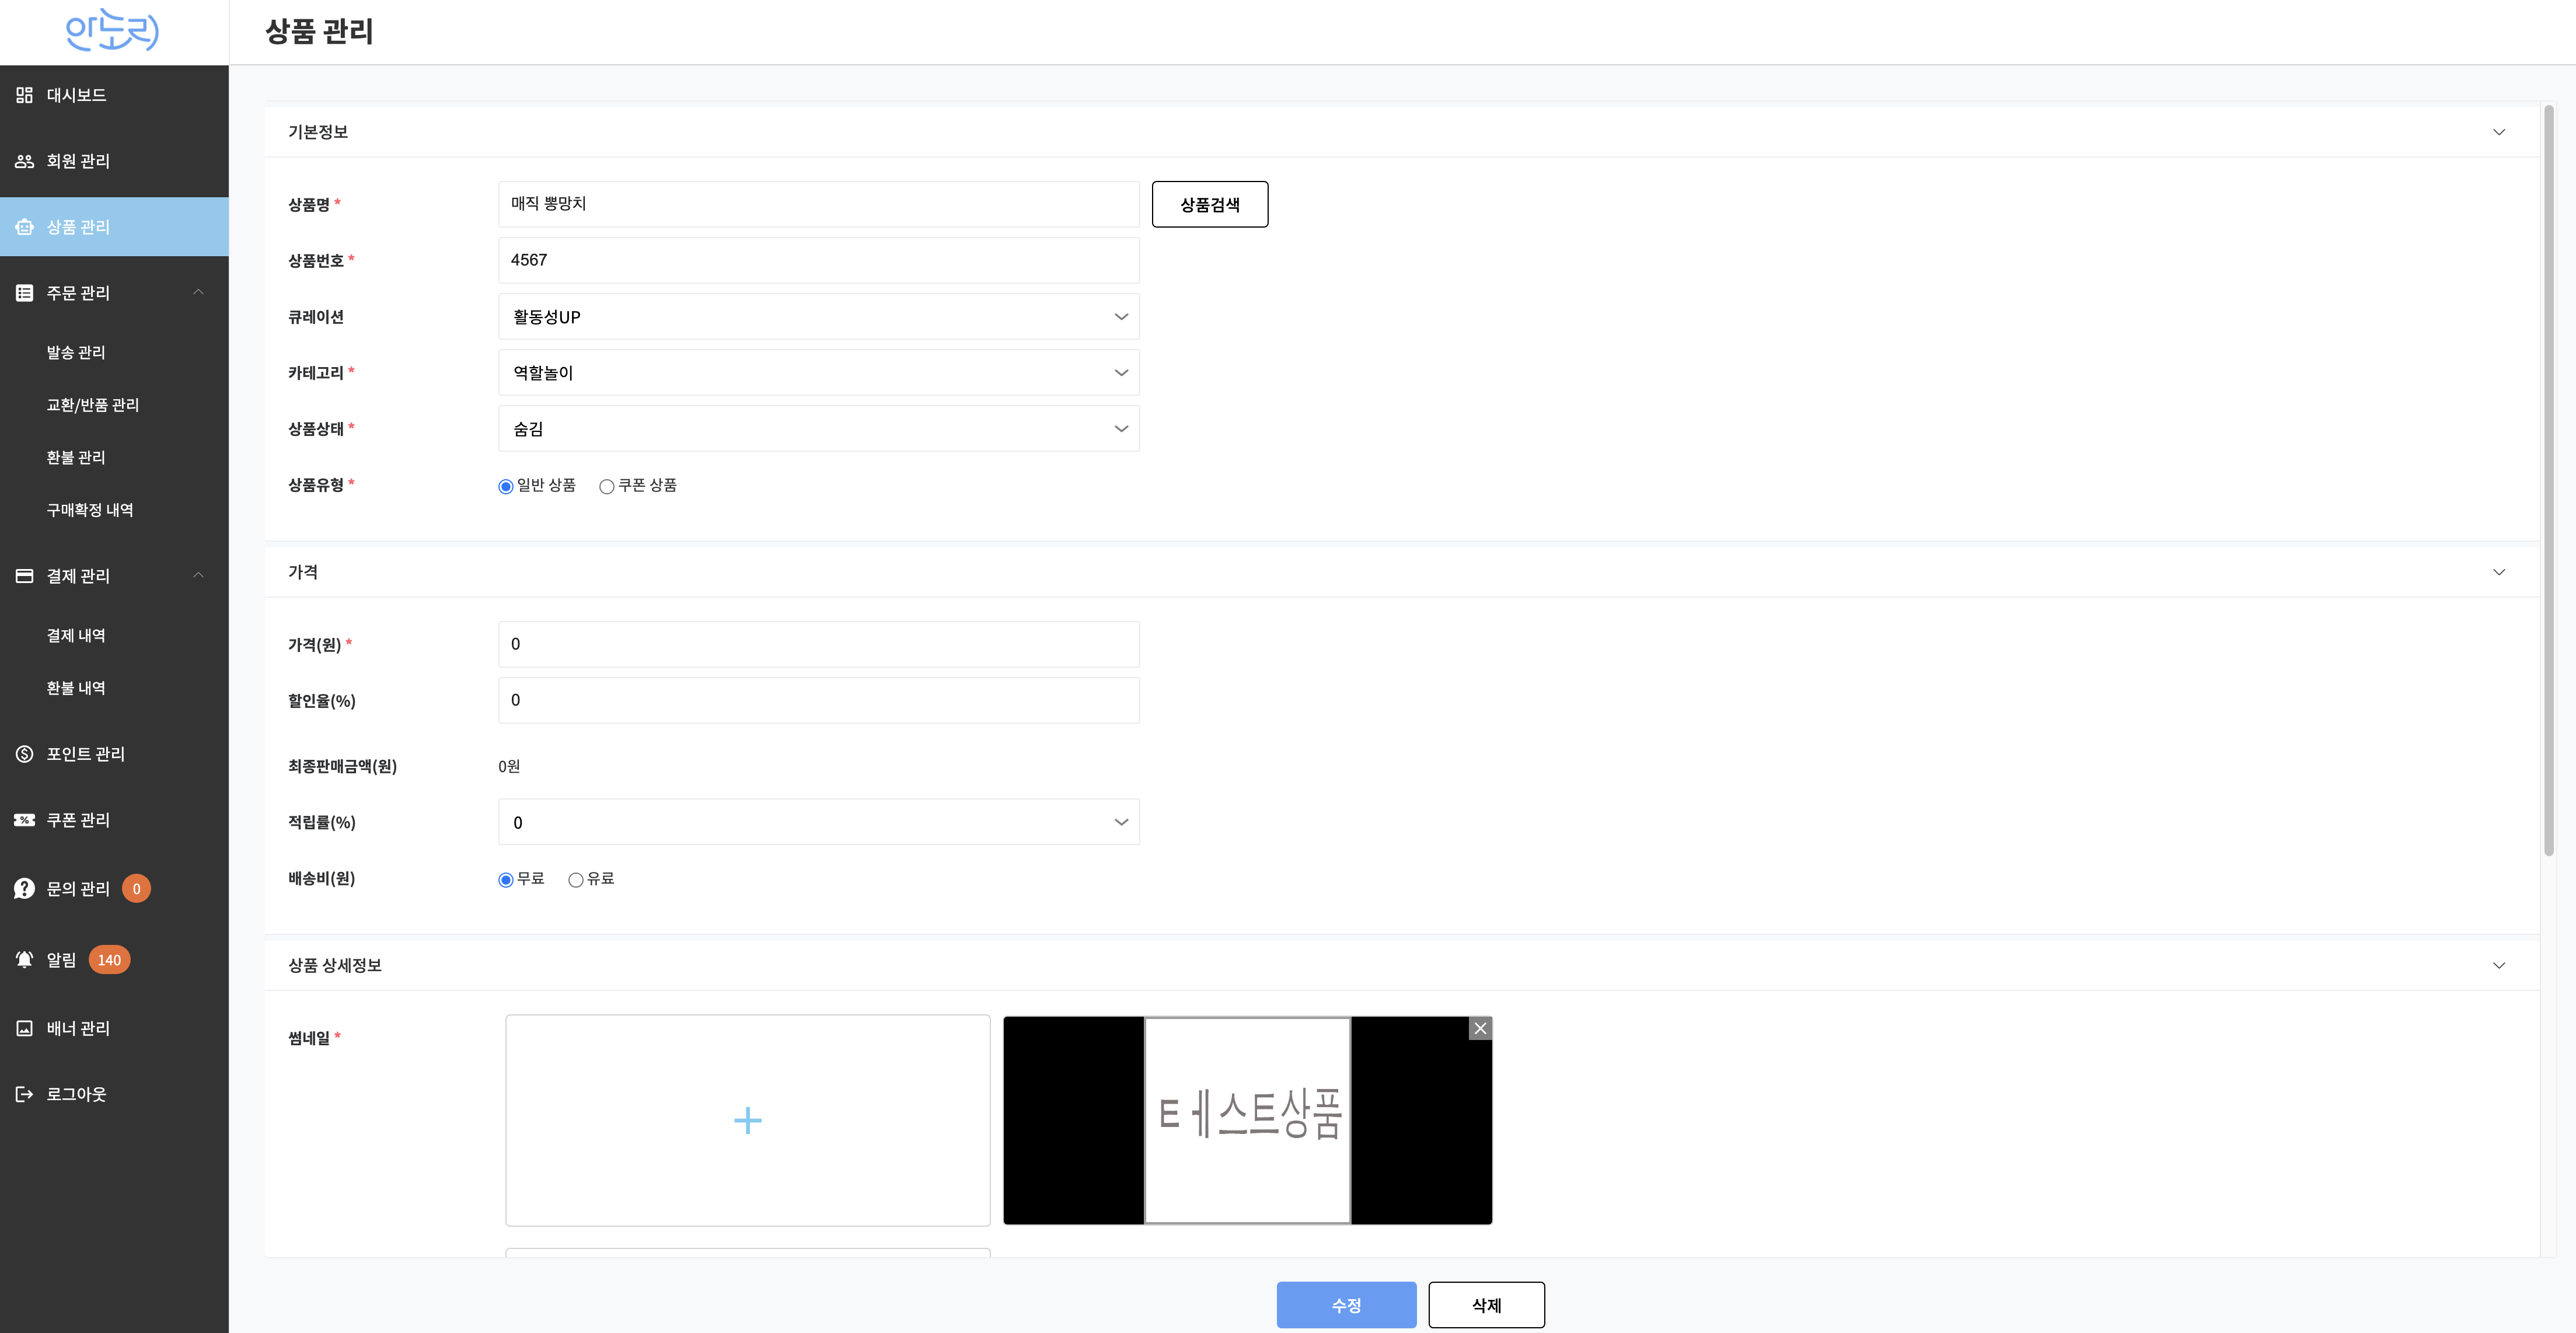 안노리
상품 관리
대시보드
회원 관리
상품 관리
주문 관리
발송 관리
교환/반품 관리
환불 관리
구매확정 내역
결제 관리
결제 내역
환불 내역
포인트 관리
쿠폰 관리
문의 관리 0
알림 140
배너 관리
로그아웃
기본정보
상품명 * 매직 뽕망치 상품검색
상품번호 * 4567
큐레이션 활동성UP
카테고리 * 역할놀이
상품상태 * 숨김
상품유형 * 일반 상품 쿠폰 상품
가격
가격(원) * 0
할인율(%) 0
최종판매금액(원) 0원
적립률(%) 0
배송비(원) 무료 유료
상품 상세정보
썸네일 *
ㅌ테스트상품
수정 삭제